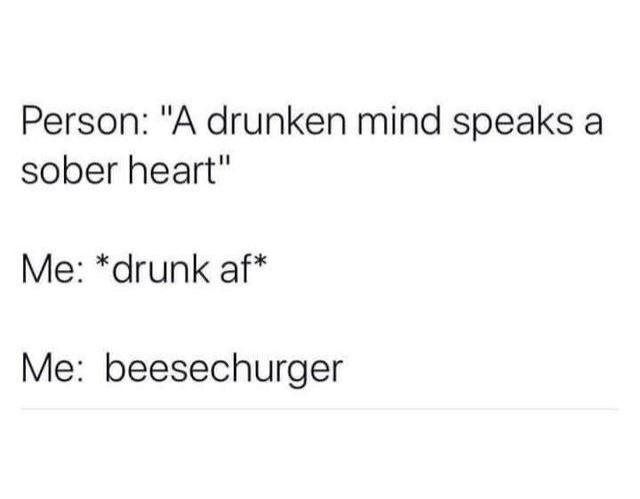 Person: "A drunken mind speaks a
sober heart"
Me: *drunk af*
Me: beesechurger